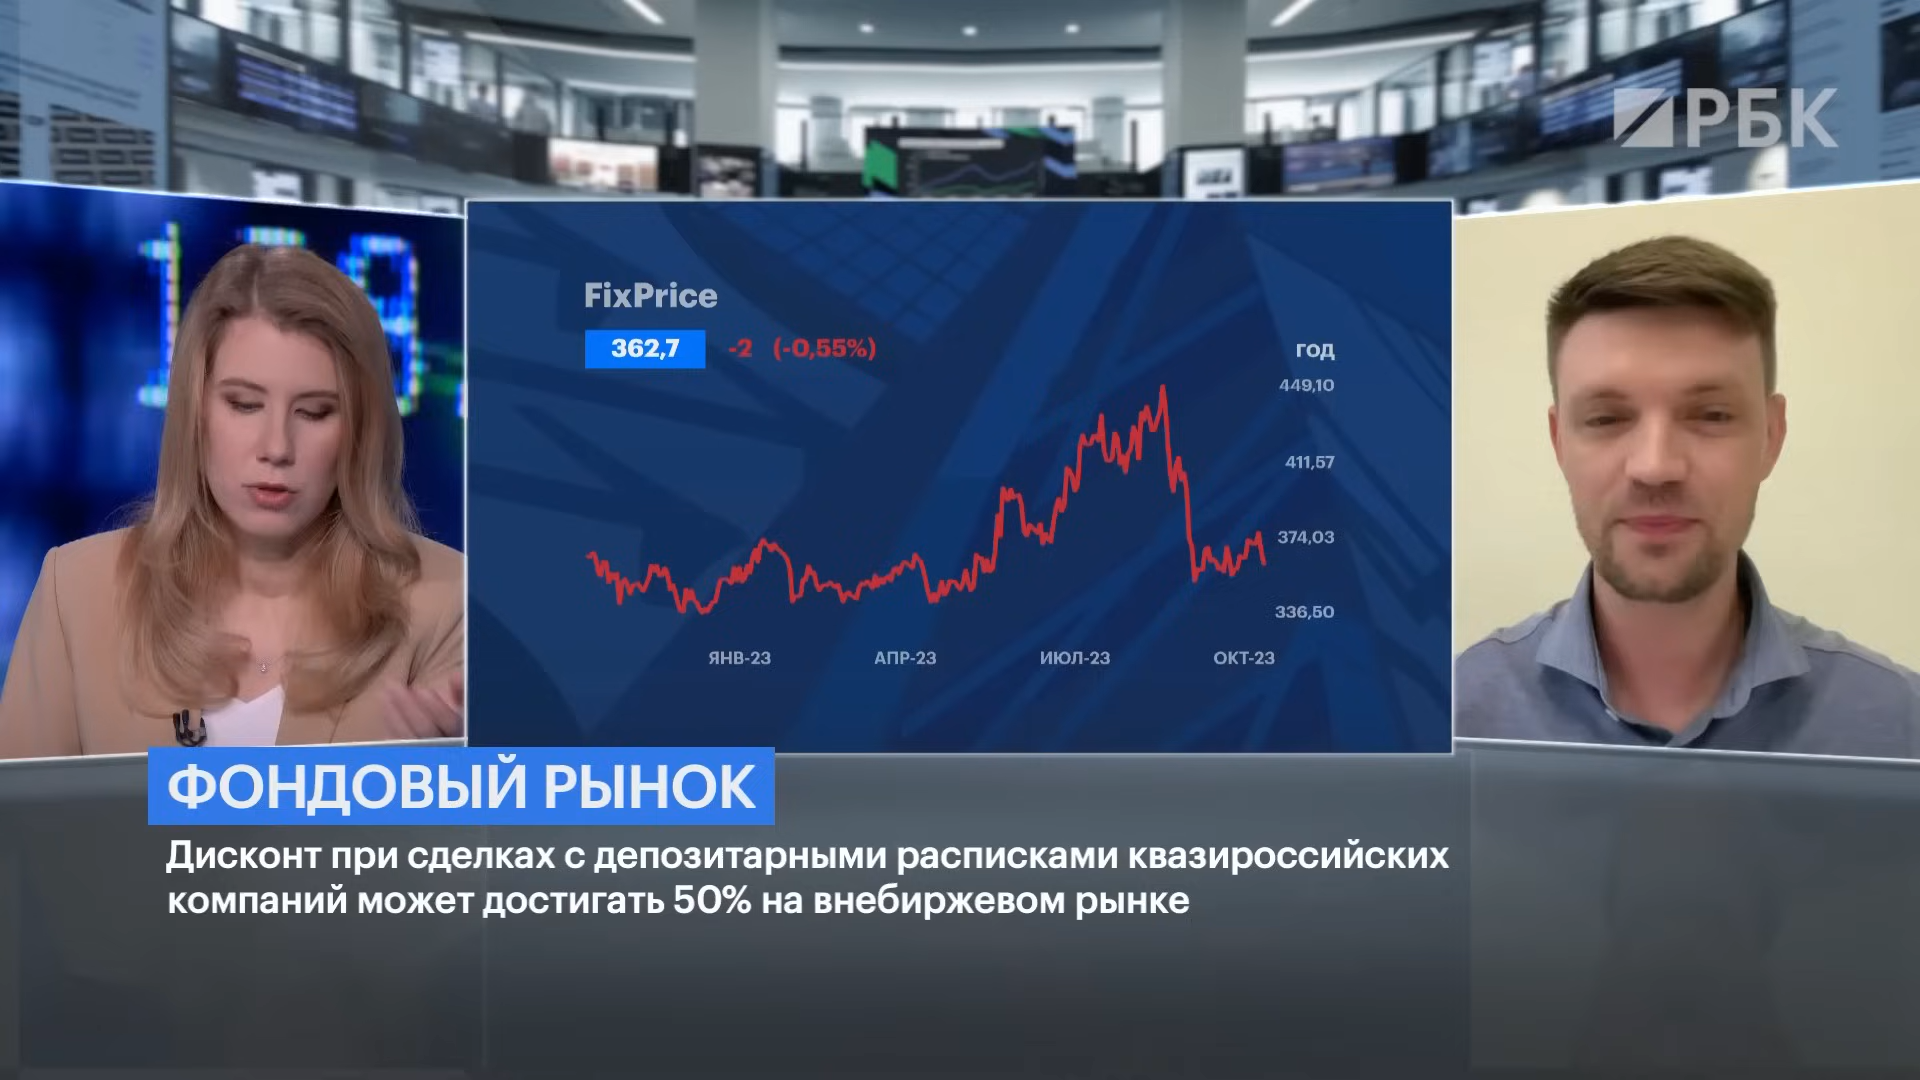 РБК
FixPrice
362,7 -2 (-0,55%)
ГОД
449,10
411,57
374,03
336,50
ЯНВ-23 АПР-23 ИЮЛ-23 ОКТ-23
ФОНДОВЫЙ РЫНОК
Дисконт при сделках с депозитарными расписками квазироссийских
компаний может достигать 50% на внебиржевом рынке